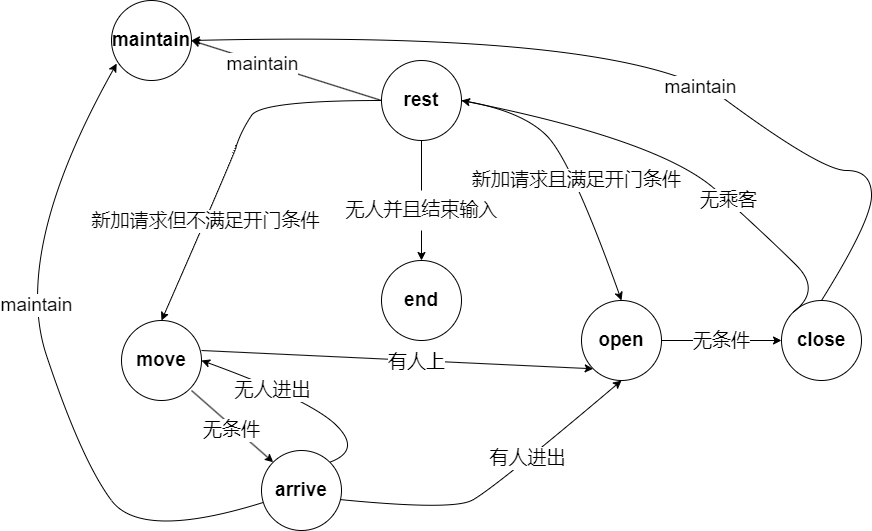 maintain
maintain
maintain
rest
新加请求且满足开门条件
无乘客
新加请求但不满足开门条件
无人并且结束输入
maintain
end
move
有人上
open
无条件
close
无人进出
无条件
有人进出
arrive